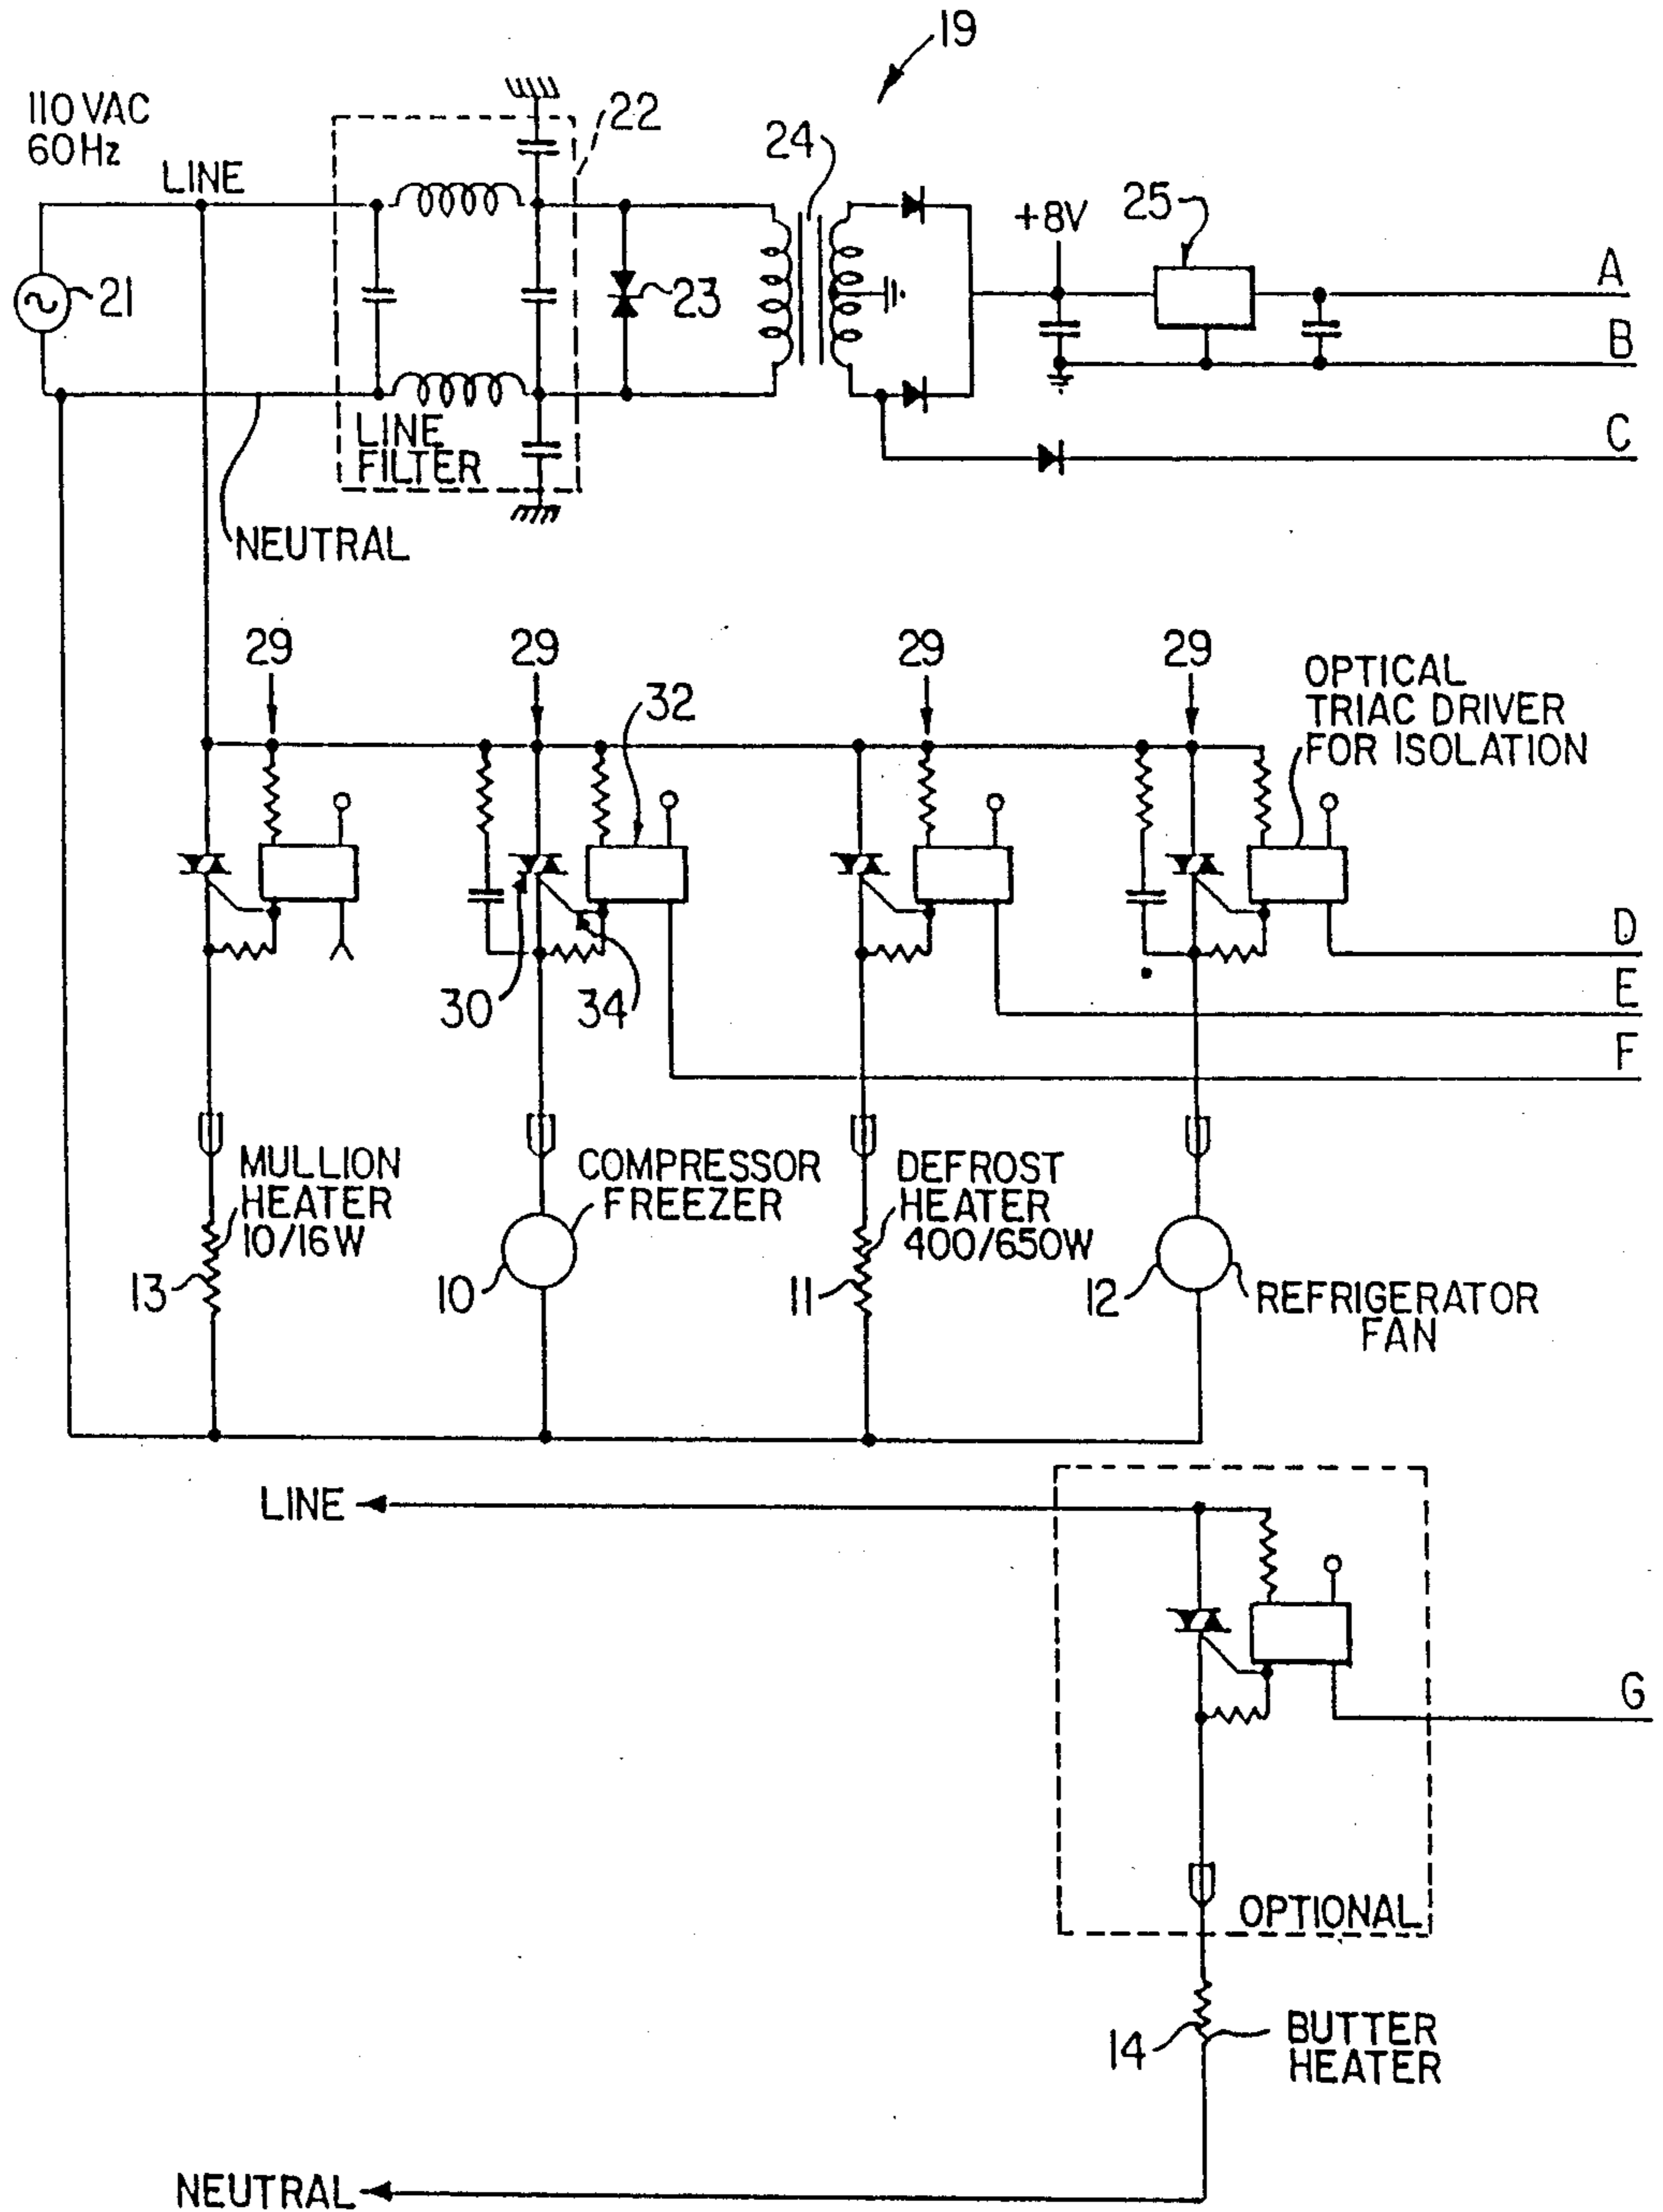 19
110 VAC
60 Hz
LINE
22
24
21
23
+8V
25
A
B
C
LINE
FILTER
NEUTRAL
29
29
29
29
32
OPTICAL
TRIAC DRIVER
FOR ISOLATION
30
34
D
E
F
MULLION
HEATER
10/16W
13
COMPRESSOR
FREEZER
10
DEFROST
HEATER
400/650W
11
12
REFRIGERATOR
FAN
LINE
G
OPTIONAL
14
BUTTER
HEATER
NEUTRAL